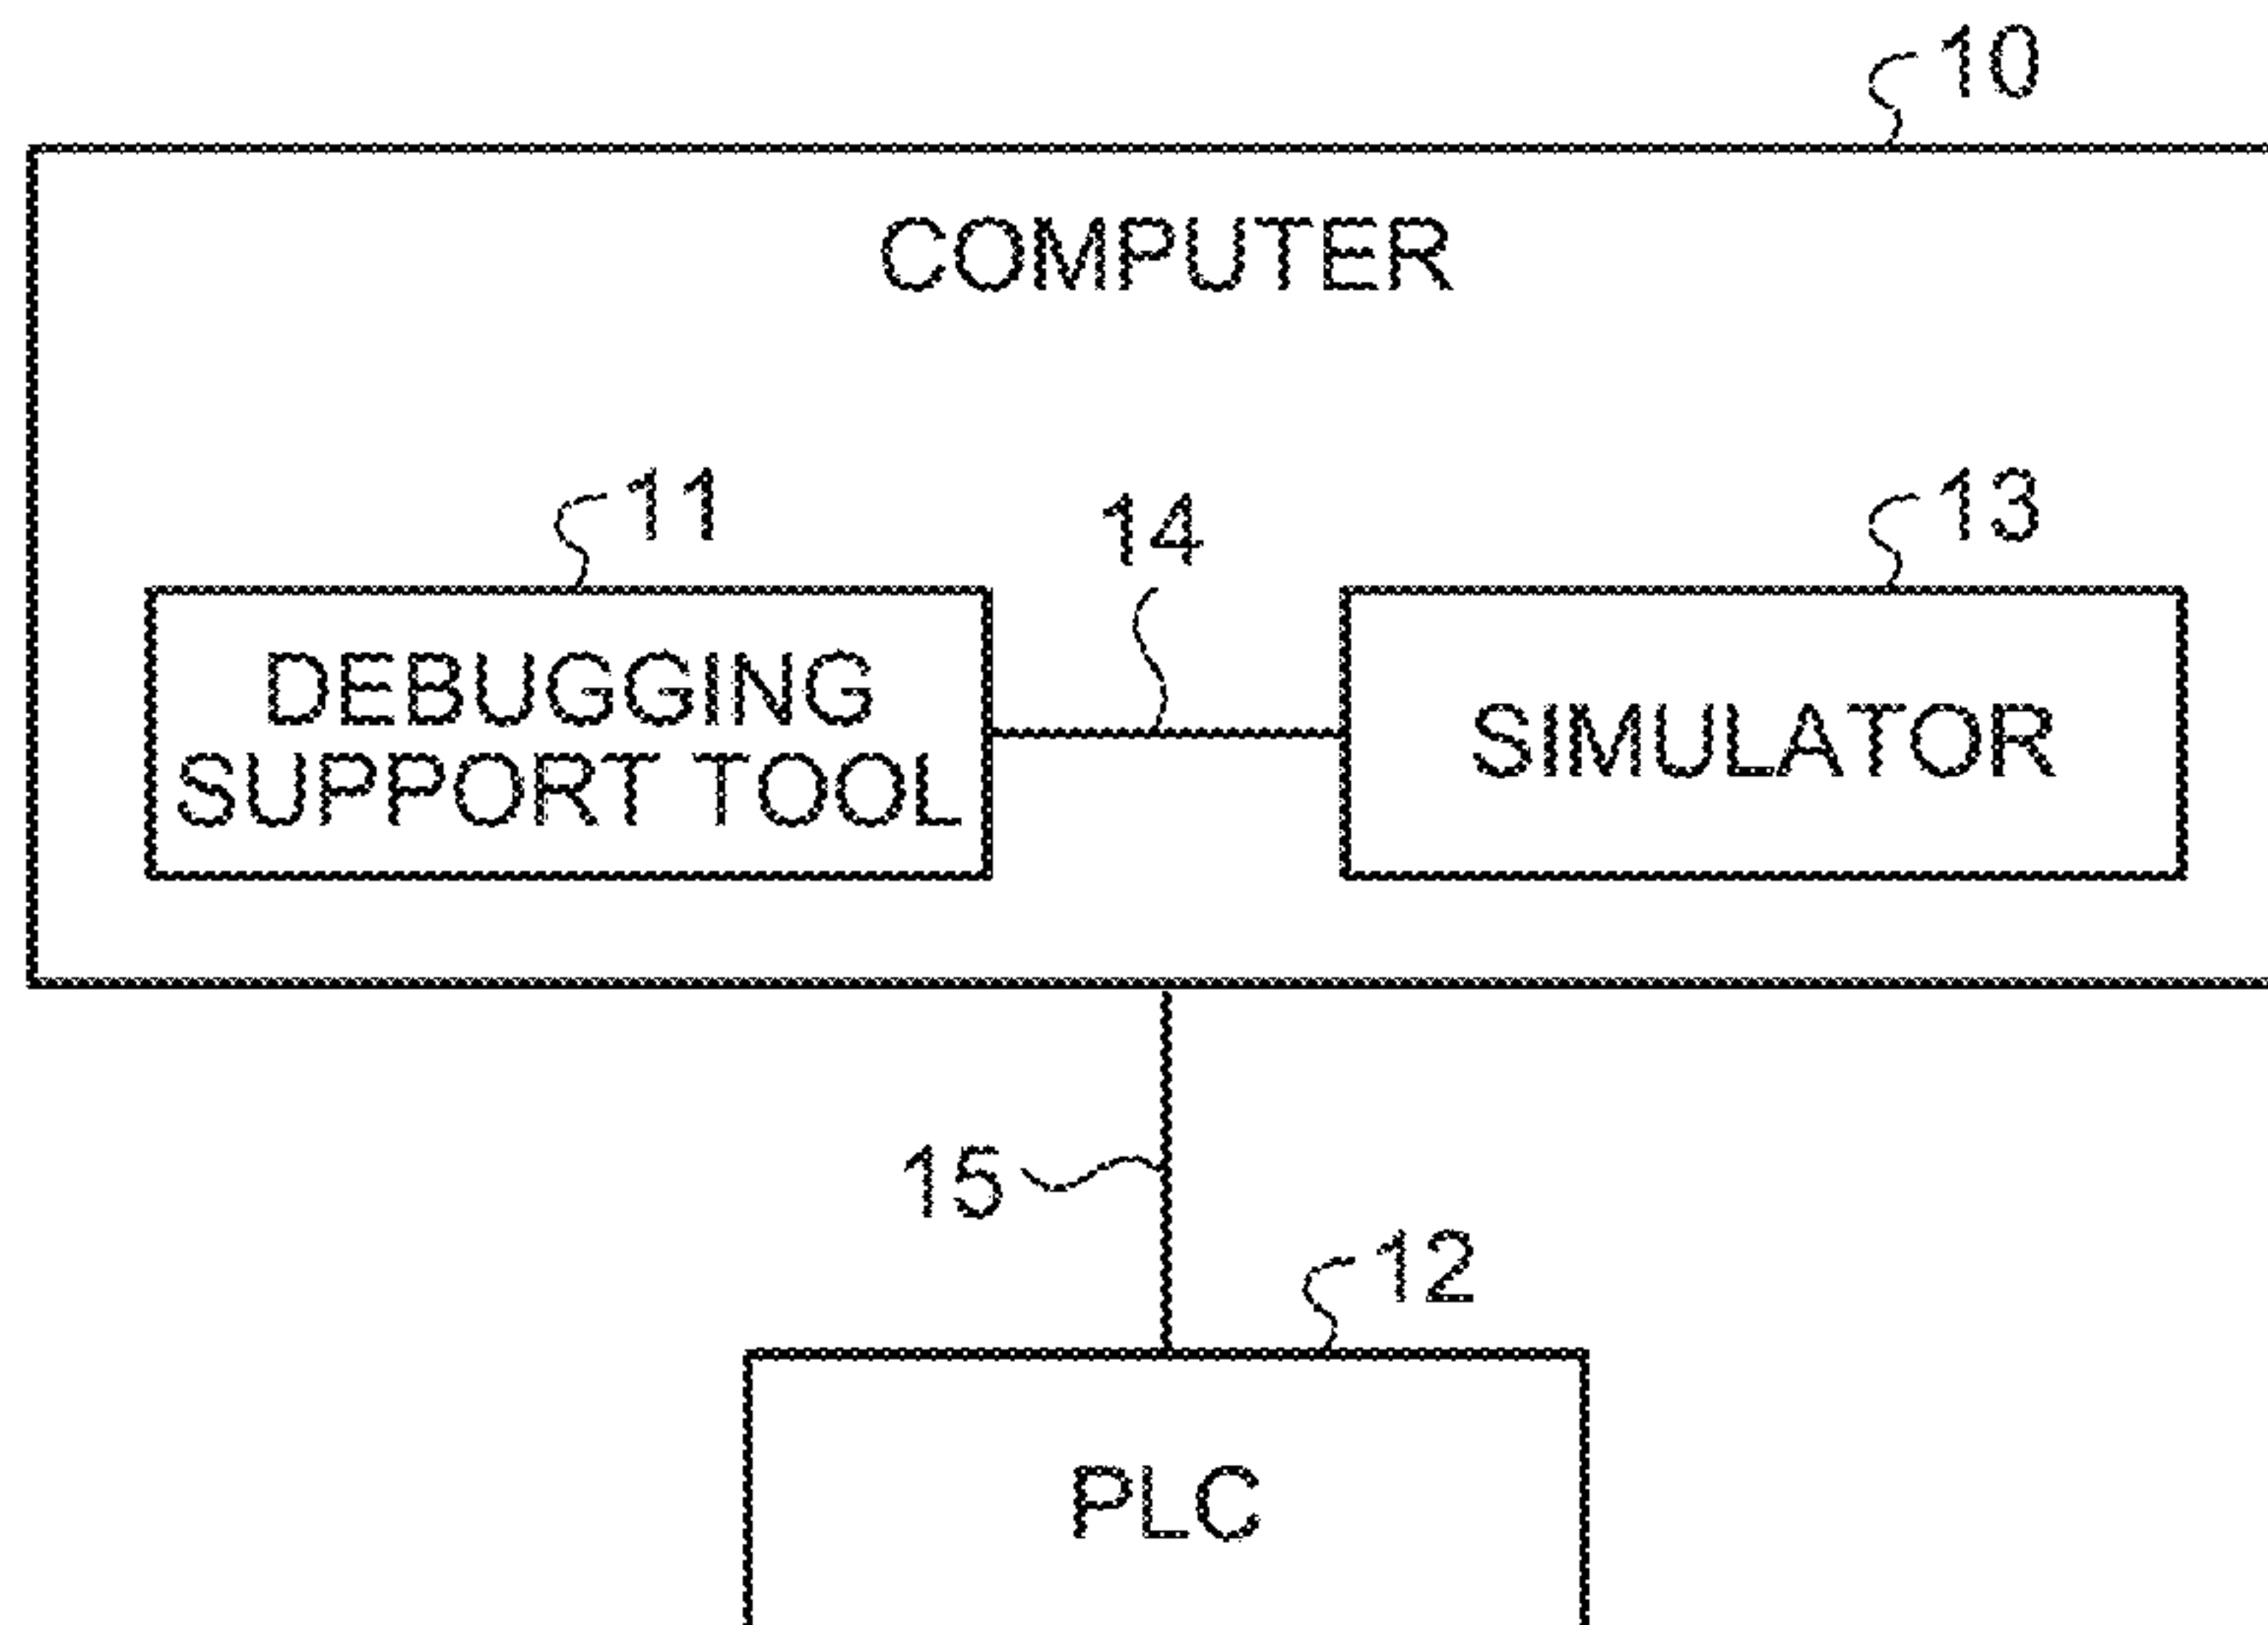 10
COMPUTER
11
14
13
DEBUGGING
SUPPORT TOOL
SIMULATOR
15
12
PLC